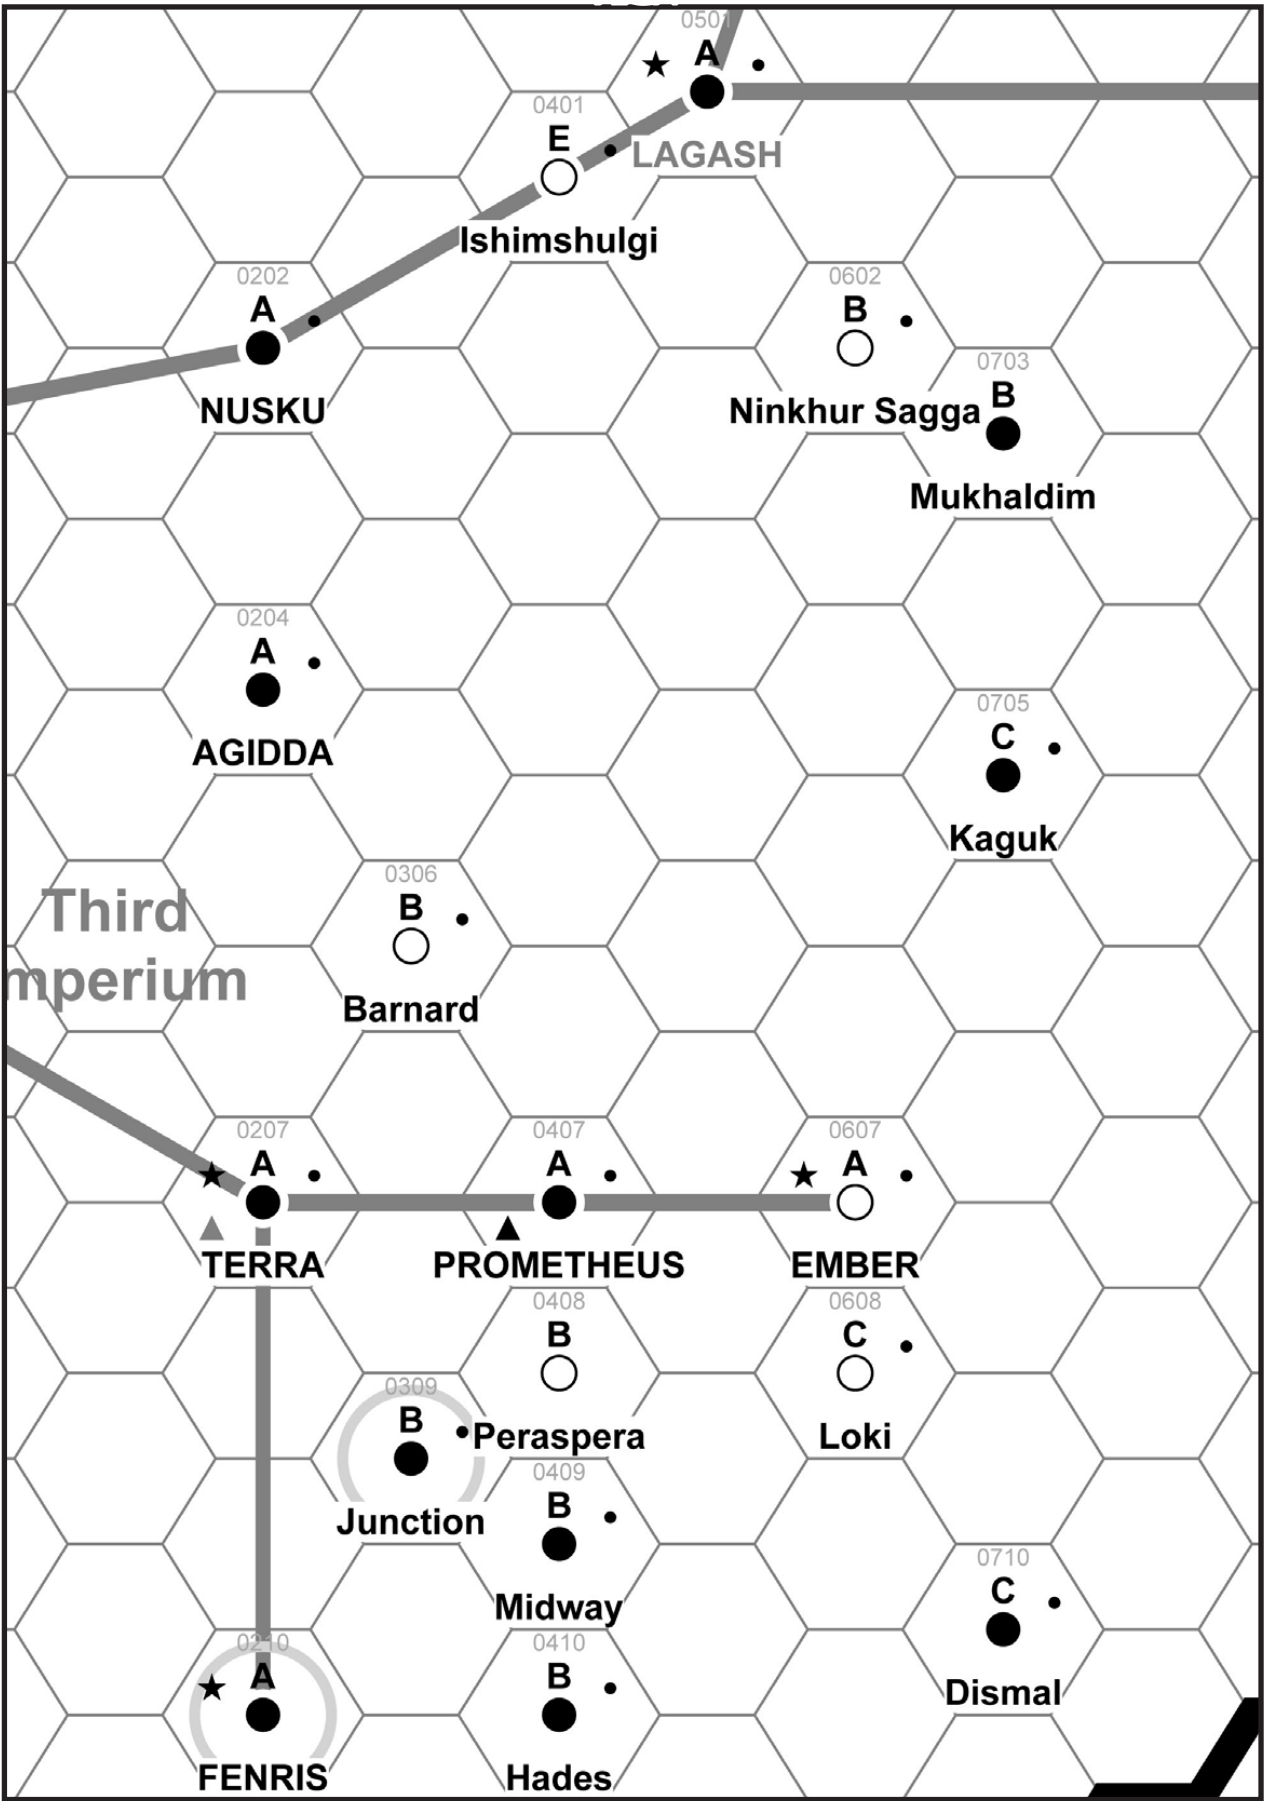 0501
A
LAGASH
0401
E
Ishimshulgi
0202
A
NUSKU
0602
B
Ninkhur Sagga
0703
B
Mukhaldim
0204
A
AGIDDA
0705
C
Kaguk
0306
B
Barnard
Third
mperium
0207
A
TERRA
0407
A
PROMETHEUS
0607
A
EMBER
0408
B
Peraspera
0608
C
Loki
0309
B
Junction
0409
B
Midway
0710
C
Dismal
0210
A
FENRIS
0410
B
Hades